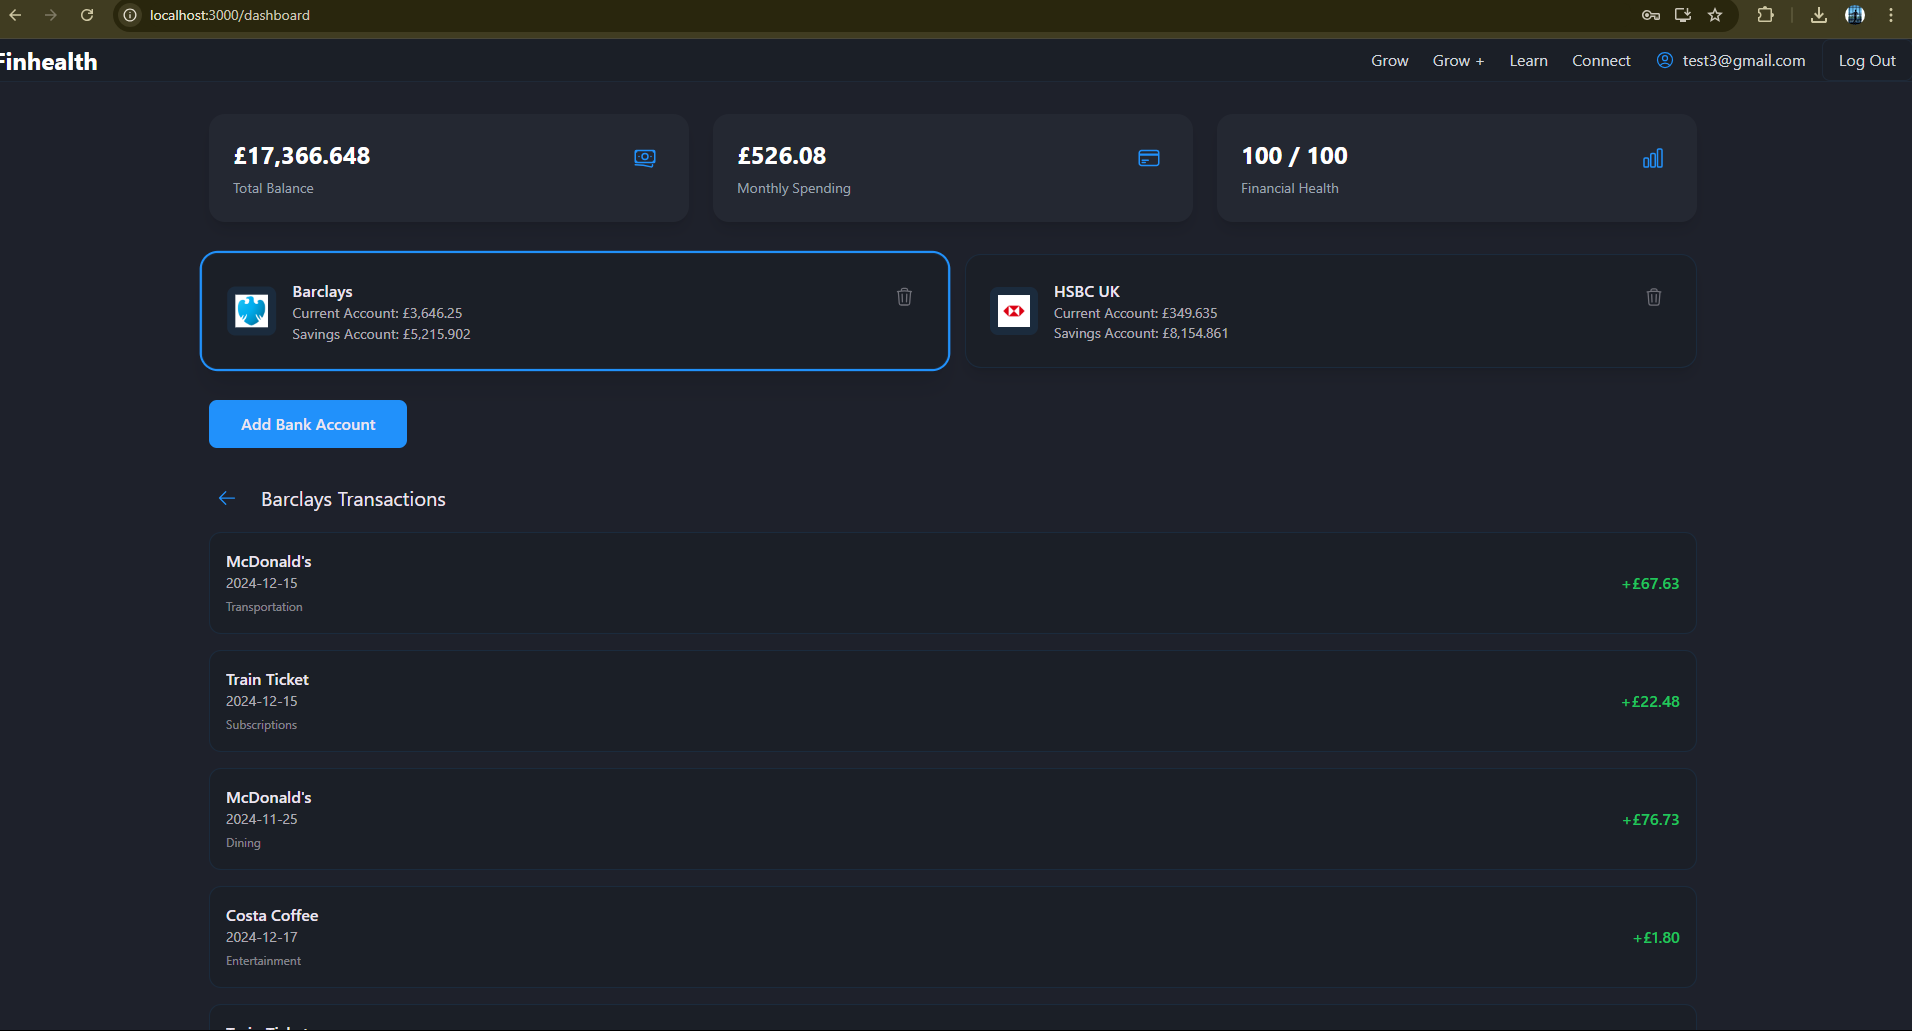 localhost:3000/dashboard
Finhealth
Grow
Grow +
Learn
Connect
test3@gmail.com
Log Out
£17,366.648
Total Balance
£526.08
Monthly Spending
100 / 100
Financial Health
Barclays
Current Account: £3,646.25
Savings Account: £5,215.902
HSBC UK
Current Account: £349.635
Savings Account: £8,154.861
Add Bank Account
Barclays Transactions
McDonald's
2024-12-15
Transportation
+£67.63
Train Ticket
2024-12-15
Subscriptions
+£22.48
McDonald's
2024-11-25
Dining
+£76.73
Costa Coffee
2024-12-17
Entertainment
+£1.80